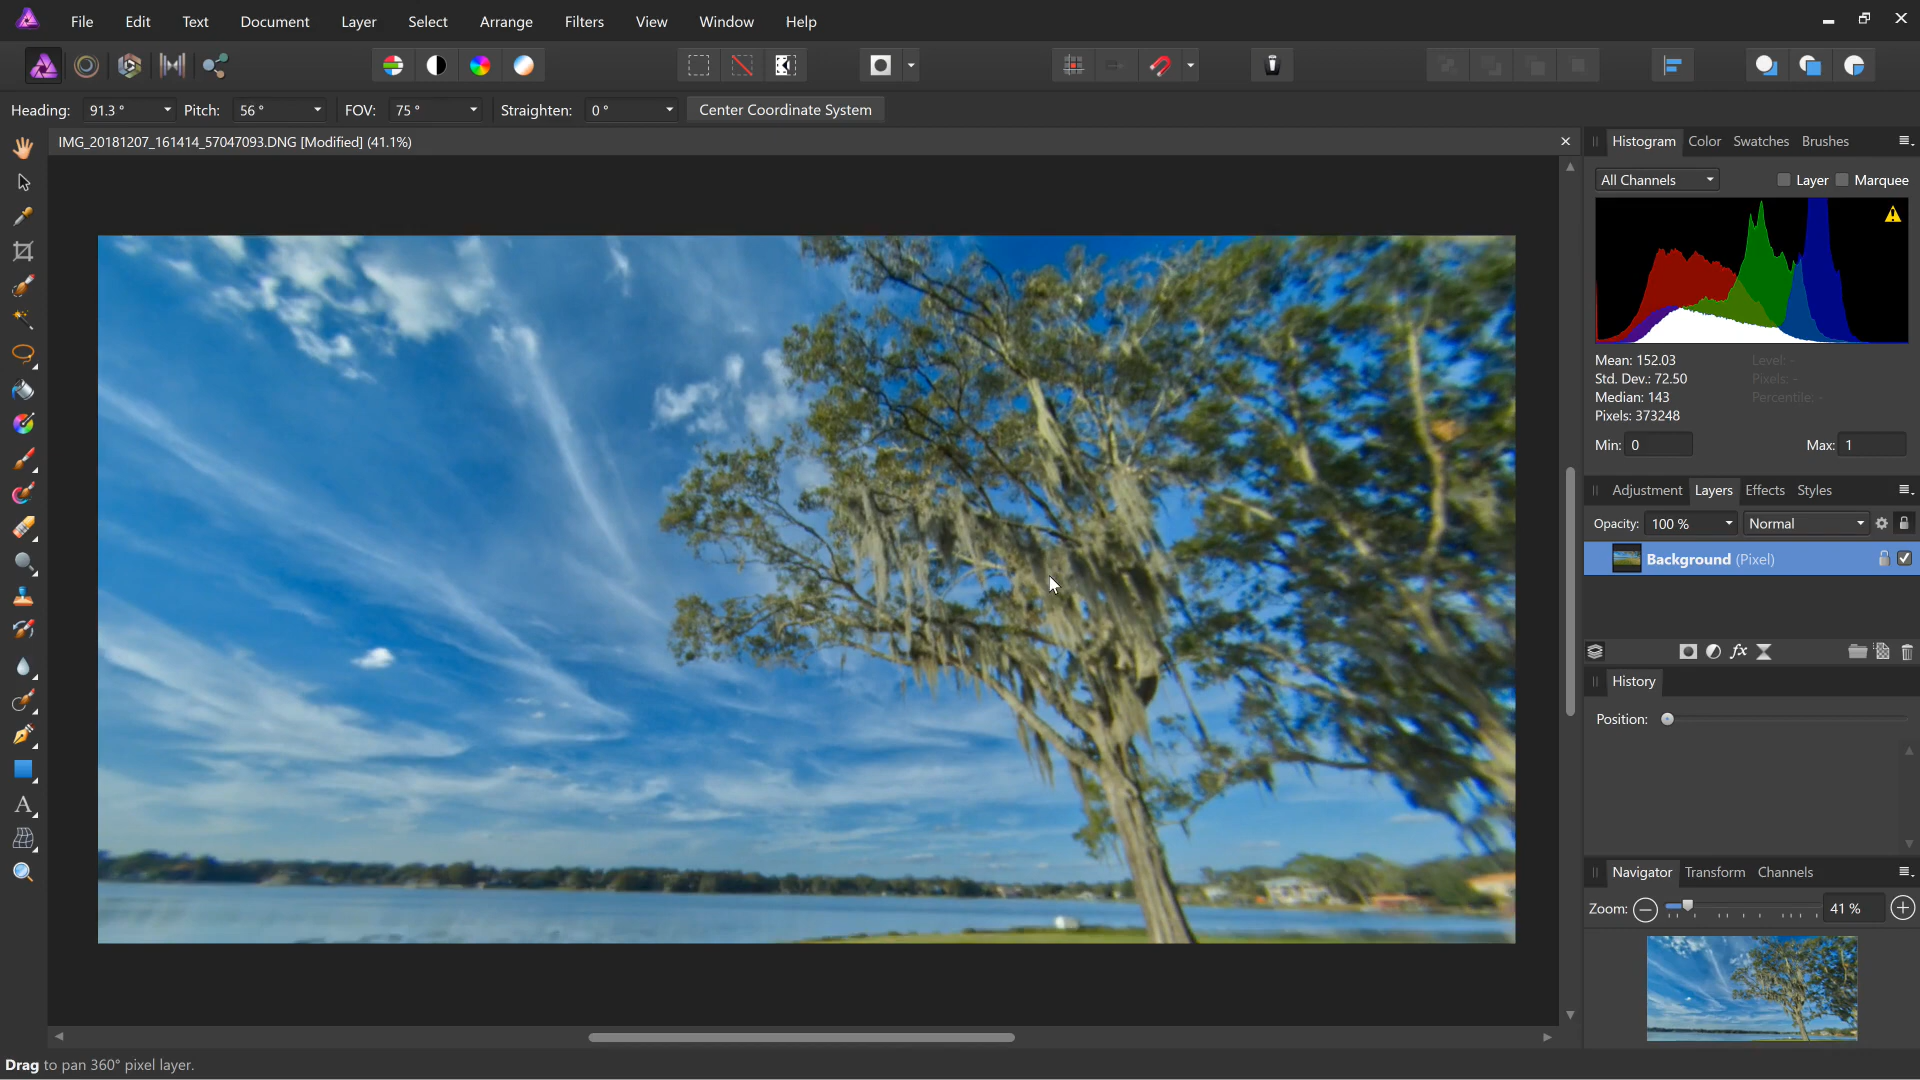 File Edit Text Document Layer Select Arrange Filters View Window Help
Heading: 91.3 ° Pitch: 56 ° FOV: 75 ° Straighten: 0 ° Center Coordinate System
IMG_20181207_161414_57047093.DNG [Modified] (41.1%)
Histogram Color Swatches Brushes
All Channels Layer Marquee
Mean: 152.03 Level: -
Std. Dev.: 72.50 Pixels: -
Median: 143 Percentile: -
Pixels: 373248
Min: 0 Max: 1
Adjustment Layers Effects Styles
Opacity: 100 % Normal
Background (Pixel)
fx
History
Position:
A
Navigator Transform Channels
Zoom: 41 %
Drag to pan 360° pixel layer.